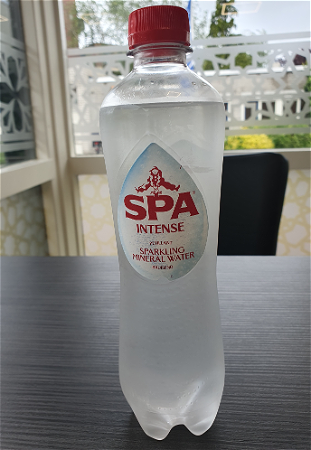 SPA
INTENSE
SPARKLING
MINERAL WATER